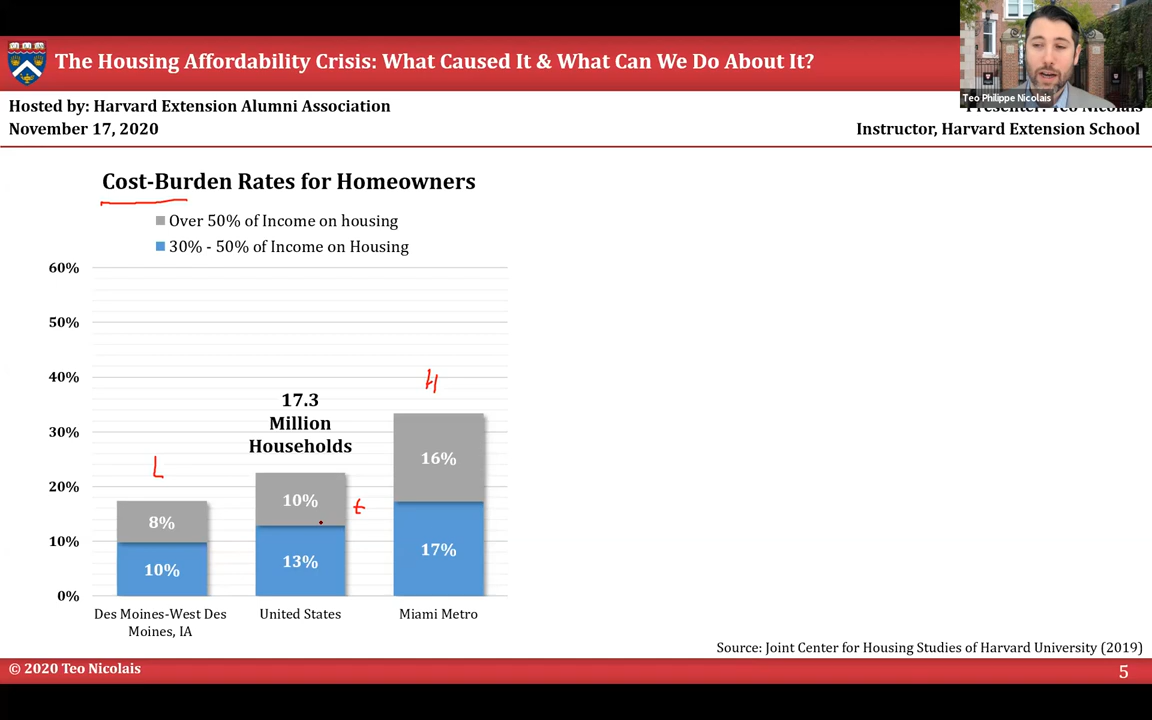 The Housing Affordability Crisis: What Caused It & What Can We Do About It?
Teo Philippe Nicolais
Hosted by: Harvard Extension Alumni Association
November 17, 2020
Instructor, Harvard Extension School
Cost-Burden Rates for Homeowners
Over 50% of Income on housing
30% - 50% of Income on Housing
60%
50%
40%
30%
20%
10%
0%
L
17.3
Million
Households
H
8%
10%
10%
13%
16%
17%
Des Moines-West Des
Moines, IA
United States
Miami Metro
Source: Joint Center for Housing Studies of Harvard University (2019)
© 2020 Teo Nicolais
5